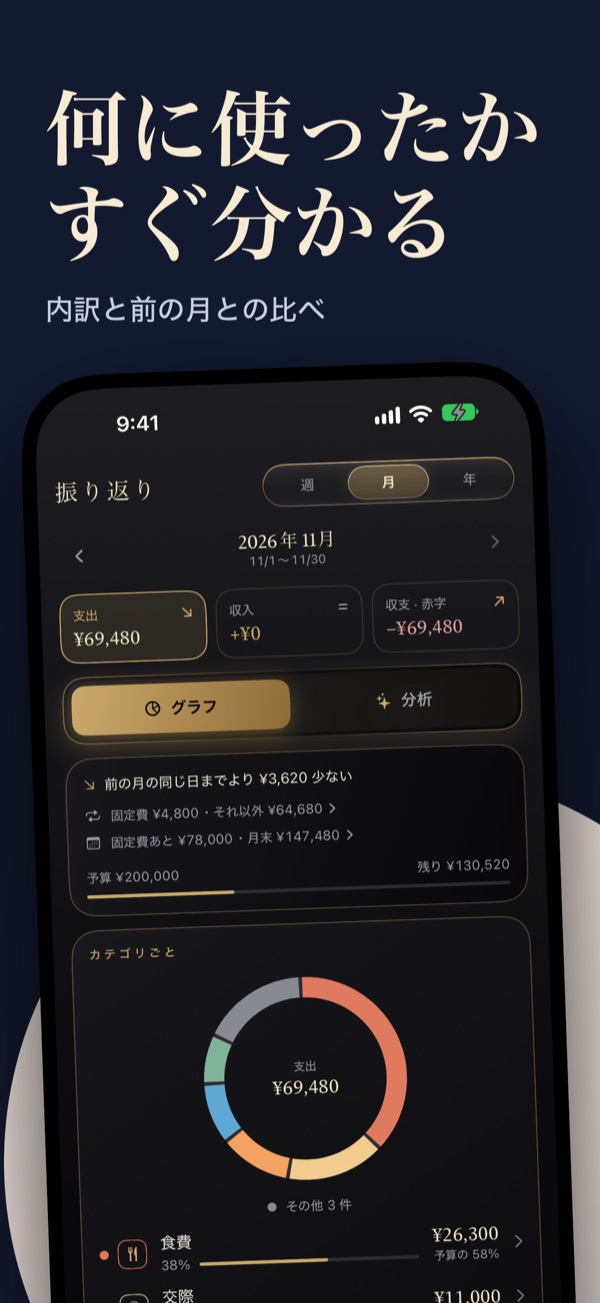 何に使ったか
すぐ分かる
内訳と前の月との比べ
9:41
振り返り
週 月 年
2026年 11月
11/1〜11/30
支出
¥69,480
収入 =
+¥0
収支・赤字
−¥69,480
グラフ
分析
前の月の同じ日までより ¥3,620 少ない
固定費 ¥4,800・それ以外 ¥64,680
固定費あと ¥78,000・月末 ¥147,480
予算 ¥200,000
残り ¥130,520
カテゴリごと
支出
¥69,480
その他 3 件
食費
¥26,300
38%
予算の 58%
交際
¥11,000